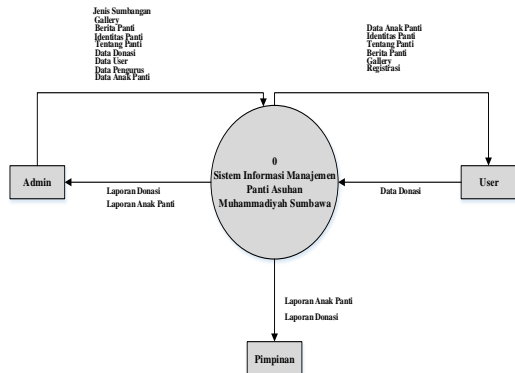 Jenis Sumbangan
Gallery
Berita Panti
Identitas Panti
Tentang Panti
Data Donasi
Data User
Data Pengurus
Data Anak Panti
Data Anak Panti
Identitas Panti
Tentang Panti
Berita Panti
Gallery
Registrasi
0
Sistem Informasi Manajemen
Panti Asuhan
Muhammadiyah Sumbawa
Admin
Laporan Donasi
Laporan Anak Panti
Data Donasi
User
Laporan Anak Panti
Laporan Donasi
Pimpinan